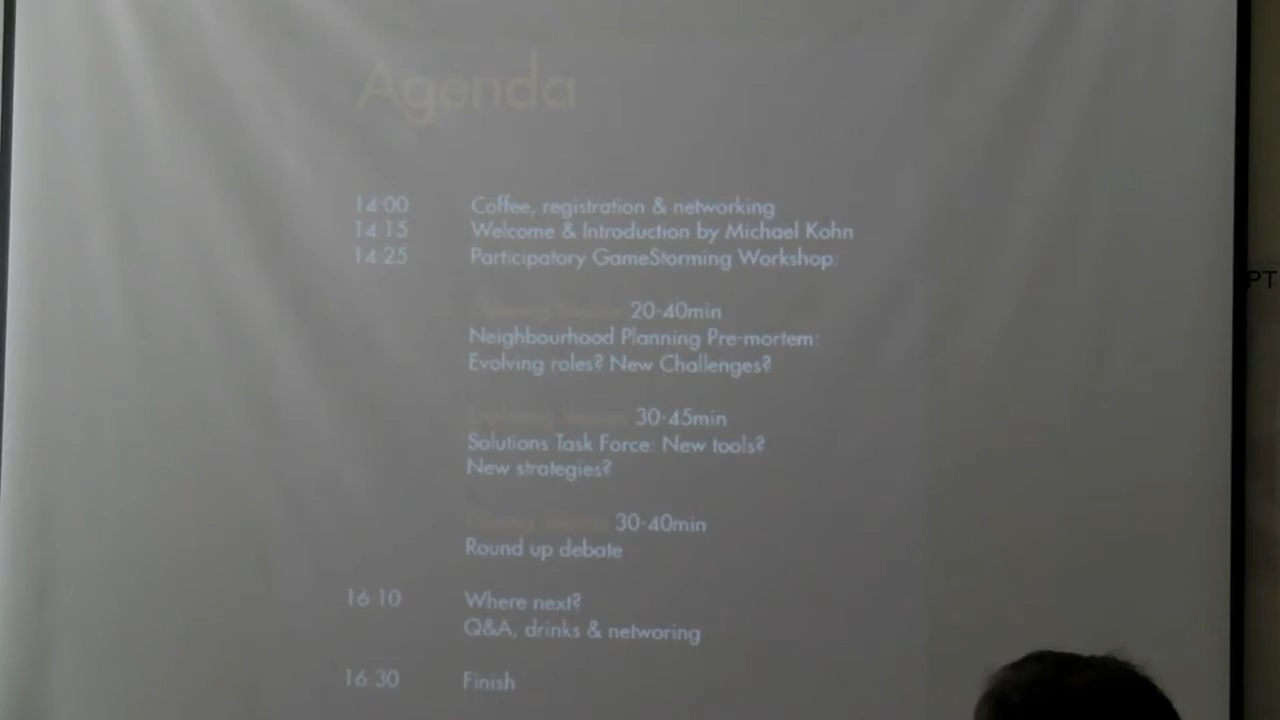 Agenda
14:00 Coffee, registration & networking
14:15 Welcome & Introduction by Michael Kohn
14:25 Participatory GameStorming Workshop:
20-40min
Neighbourhood Planning Pre-mortem:
Evolving roles? New Challenges?
30-45min
Solutions Task Force: New tools?
New strategies?
30-40min
Round up debate
16:10 Where next?
Q&A, drinks & networing
16:30 Finish
PT